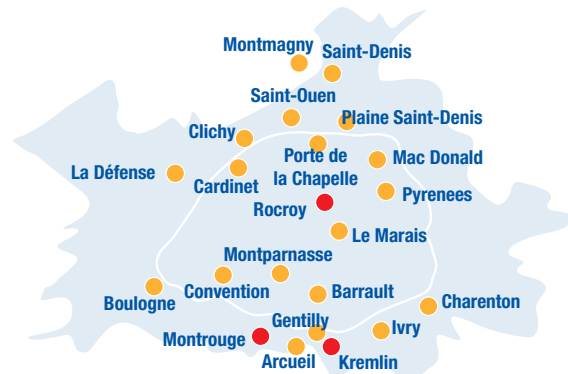 Montmagny
Saint-Denis
Saint-Ouen
Plaine Saint-Denis
Clichy
Porte de
la Chapelle
Mac Donald
La Défense
Cardinet
Pyrenees
Rocroy
Le Marais
Montparnasse
Boulogne
Convention
Barrault
Charenton
Gentilly
Montrouge
Ivry
Arcueil
Kremlin